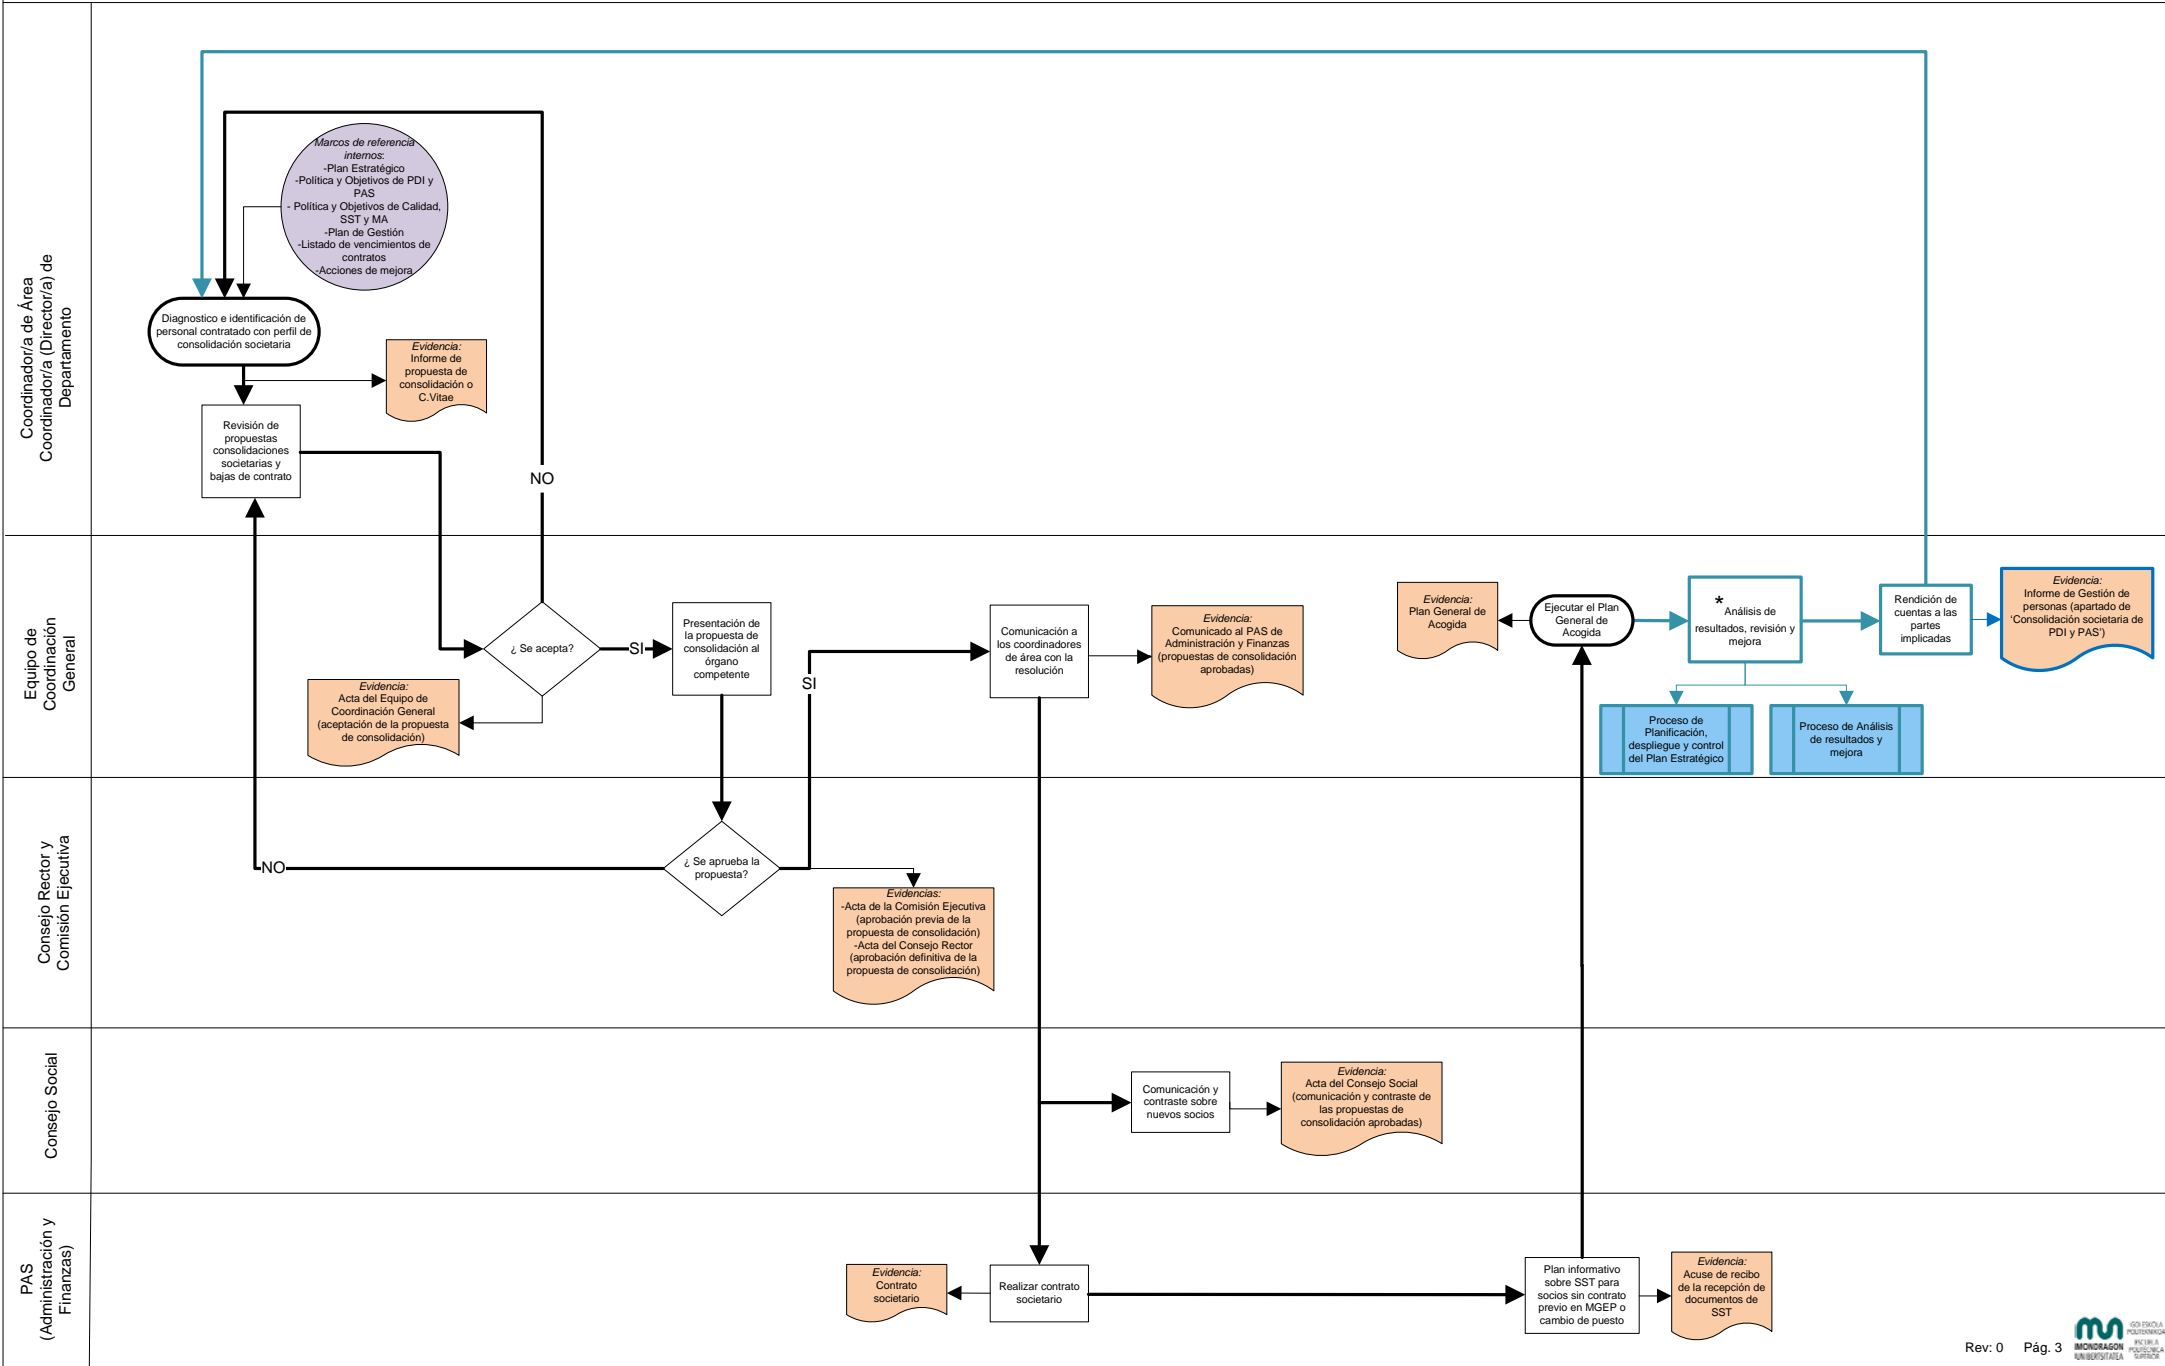 Coordinador/a de Área
Coordinador/a (Director/a) de
Departamento
Marcos de referencia
internos:
-Plan Estratégico
-Política y Objetivos de PDI y
PAS
- Política y Objetivos de Calidad,
SST y MA
-Plan de Gestión
-Listado de vencimientos de
contratos
-Acciones de mejora
Diagnostico e identificación de
personal contratado con perfil de
consolidación societaria
Evidencia:
Informe de
propuesta de
consolidación o
C.Vitae
Revisión de
propuestas
consolidaciones
societarias y
bajas de contrato
NO
Equipo de
Coordinación
General
¿ Se acepta?
SI
Evidencia:
Acta del Equipo de
Coordinación General
(aceptación de la propuesta
de consolidación)
Presentación de
la propuesta de
consolidación al
órgano
competente
SI
Comunicación a
los coordinadores
de área con la
resolución
Evidencia:
Comunicado al PAS de
Administración y Finanzas
(propuestas de consolidación
aprobadas)
Evidencia:
Plan General de
Acogida
Ejecutar el Plan
General de
Acogida
*
Análisis de
resultados, revisión y
mejora
Rendición de
cuentas a las
partes
implicadas
Evidencia:
Informe de Gestión de
personas (apartado de
‘Consolidación societaria de
PDI y PAS’)
Proceso de
Planificación,
despliegue y control
del Plan Estratégico
Proceso de Análisis
de resultados y
mejora
Consejo Rector y
Comisión Ejecutiva
NO
¿ Se aprueba la
propuesta?
Evidencias:
-Acta de la Comisión Ejecutiva
(aprobación previa de la
propuesta de consolidación)
-Acta del Consejo Rector
(aprobación definitiva de la
propuesta de consolidación)
Consejo Social
Comunicación y
contraste sobre
nuevos socios
Evidencia:
Acta del Consejo Social
(comunicación y contraste de
las propuestas de
consolidación aprobadas)
PAS
(Administración y
Finanzas)
Evidencia:
Contrato
societario
Realizar contrato
societario
Plan informativo
sobre SST para
socios sin contrato
previo en MGEP o
cambio de puesto
Evidencia:
Acuse de recibo
de la recepción de
documentos de
SST
Rev: 0 Pág. 3
MONDRAGON
UNIBERTSITATEA
GOI ESKOLA
POLITEKNIKOA
ESCUELA
POLITÉCNICA
SUPERIOR